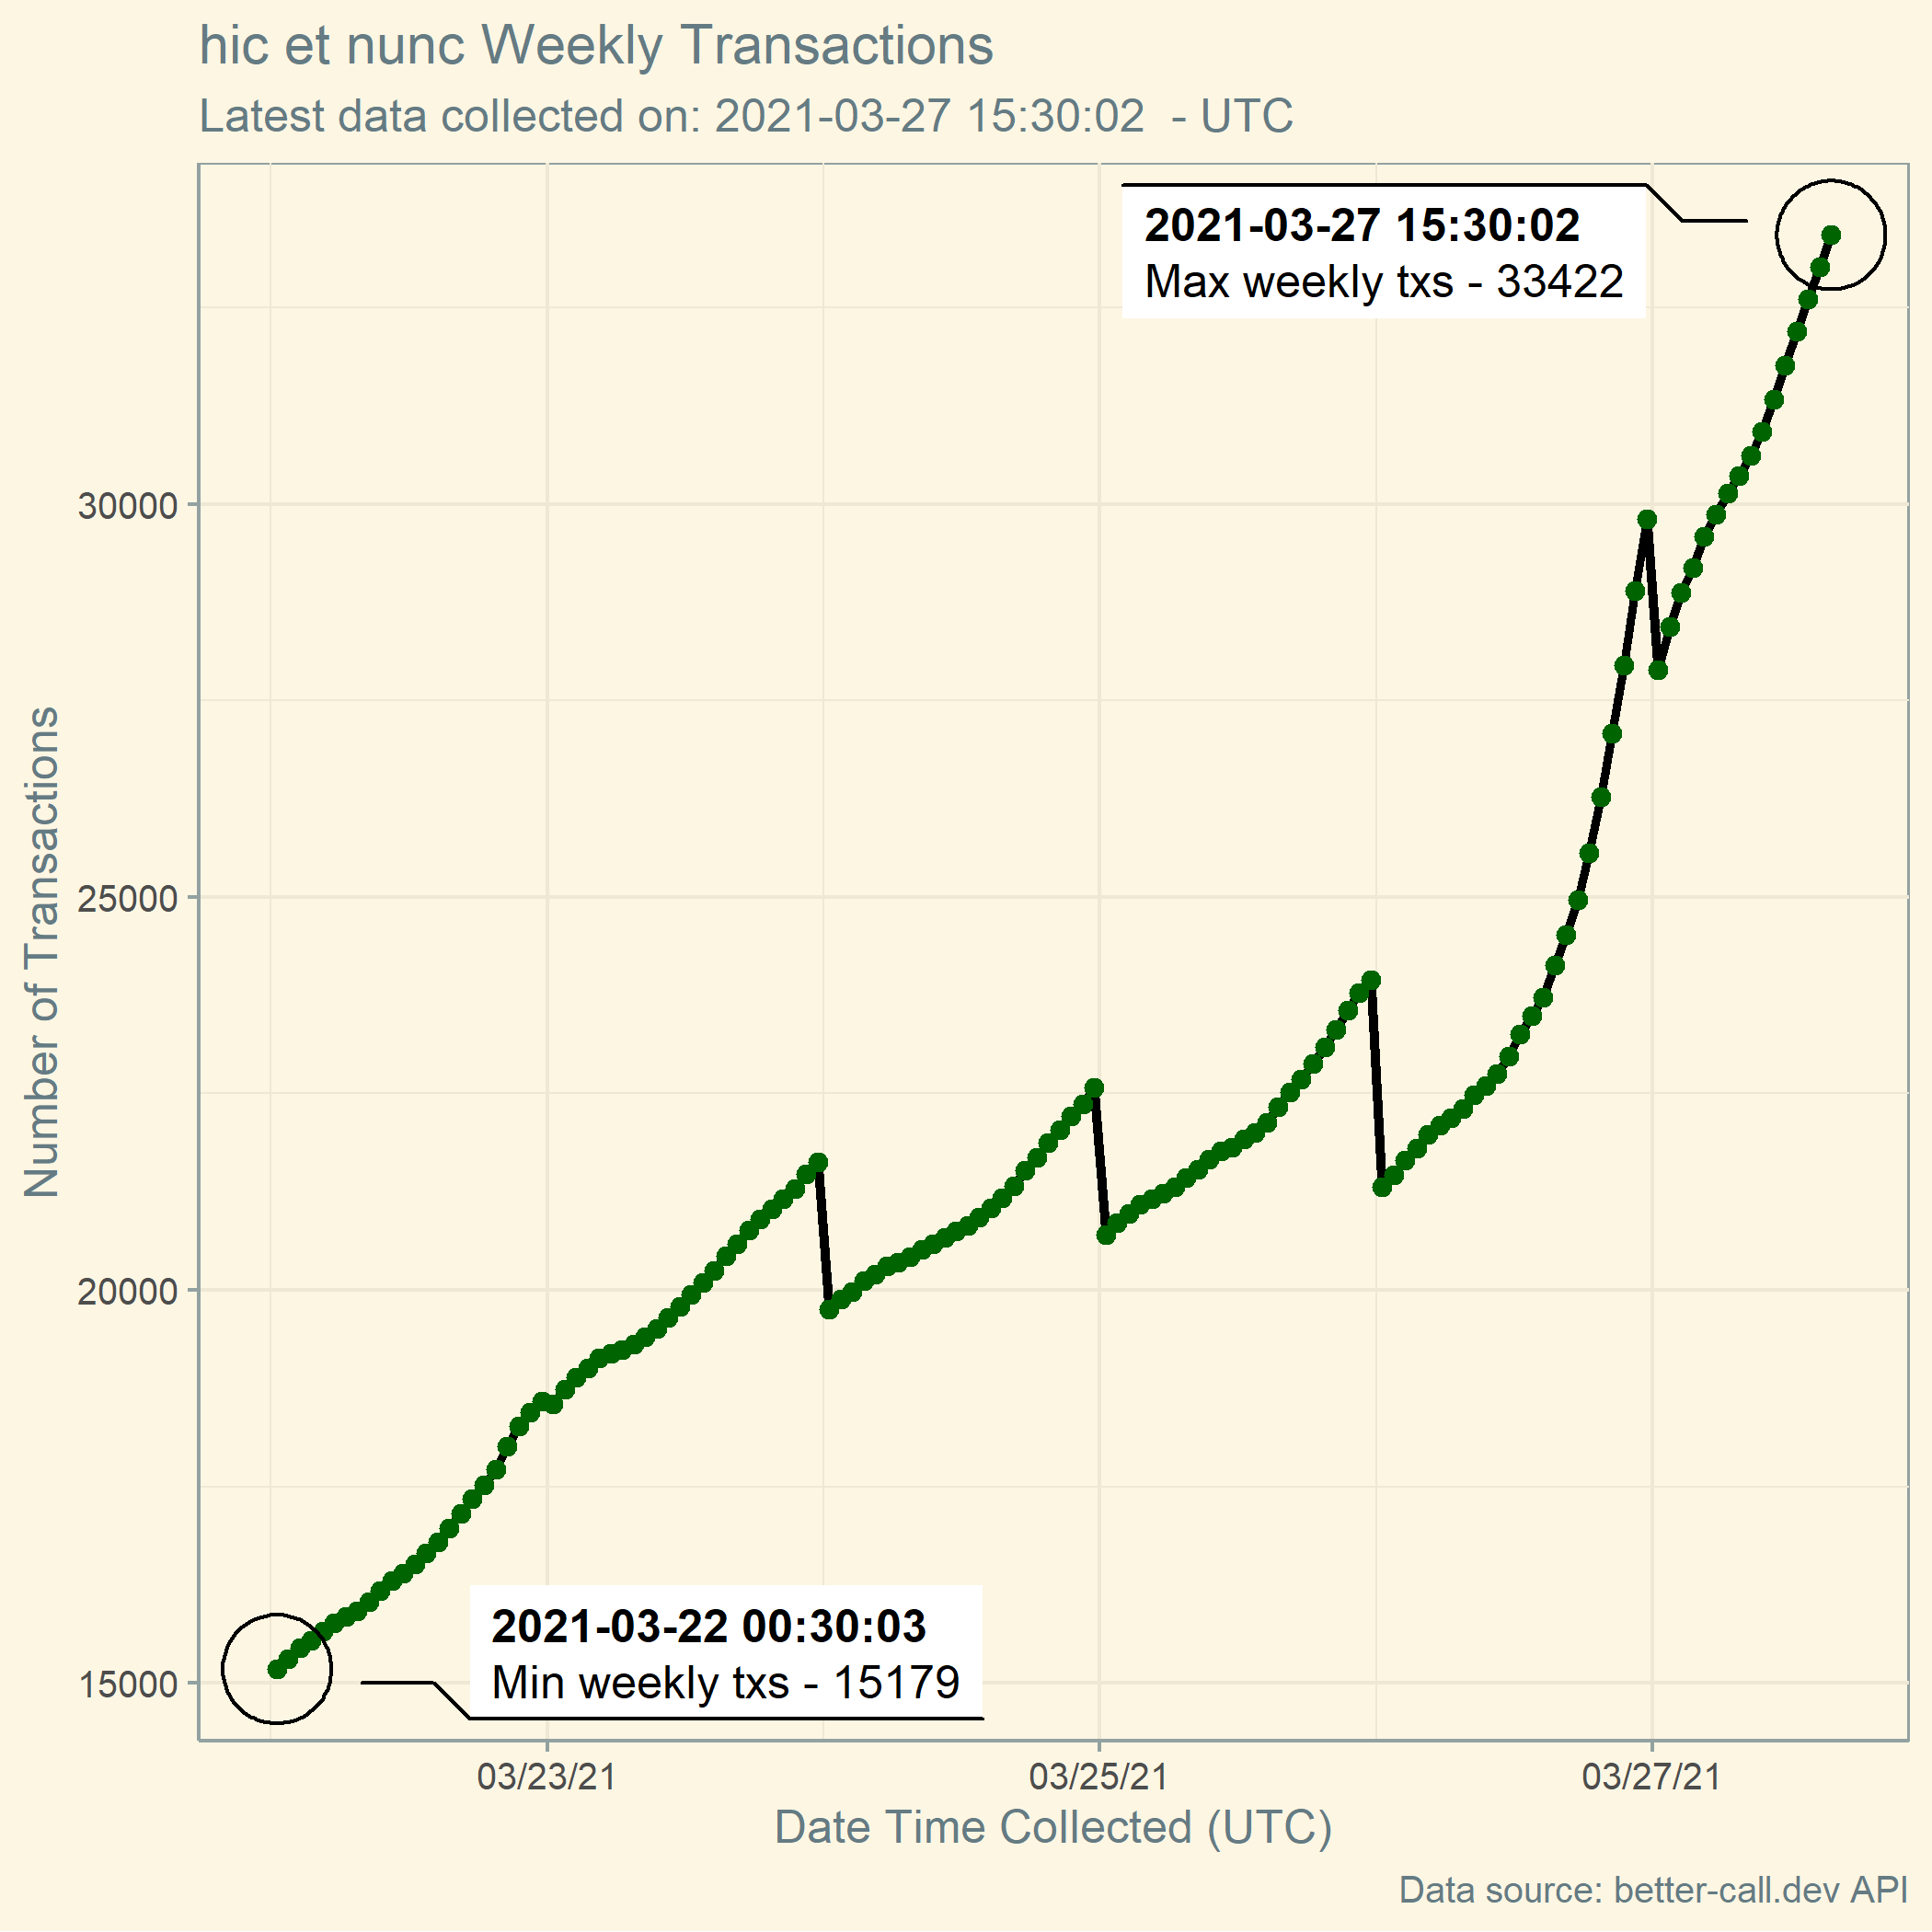 hic et nunc Weekly Transactions
Latest data collected on: 2021-03-27 15:30:02  - UTC
2021-03-27 15:30:02
Max weekly txs - 33422
30000
25000
20000
15000
Number of Transactions
2021-03-22 00:30:03
Min weekly txs - 15179
03/23/21
03/25/21
03/27/21
Date Time Collected (UTC)
Data source: better-call.dev API